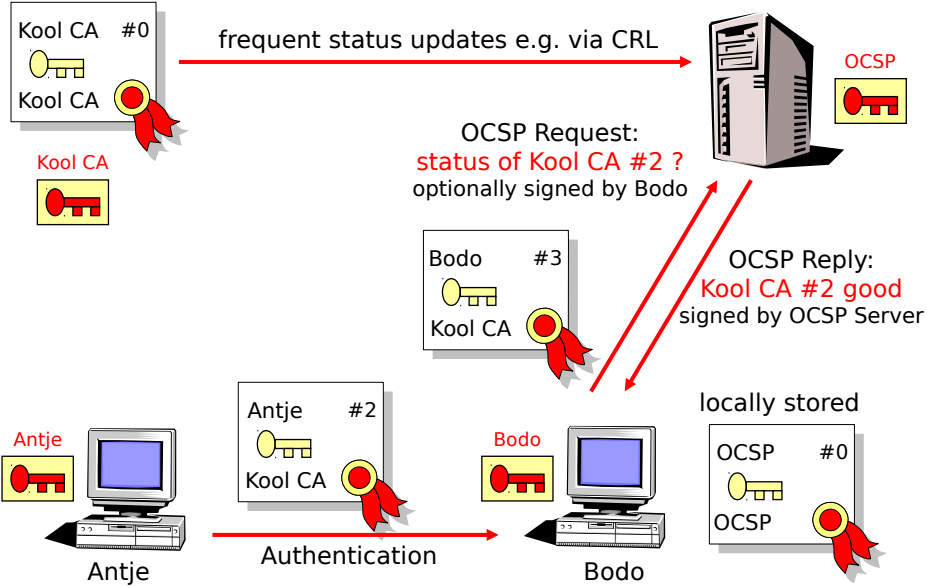 Kool CA #0
Kool CA
Kool CA
frequent status updates e.g. via CRL
OCSP
OCSP Request:
status of Kool CA #2 ?
optionally signed by Bodo
Bodo #3
Kool CA
OCSP Reply:
Kool CA #2 good
signed by OCSP Server
Antje
Antje #2
Kool CA
Bodo
locally stored
OCSP #0
OCSP
Authentication
Antje
Bodo